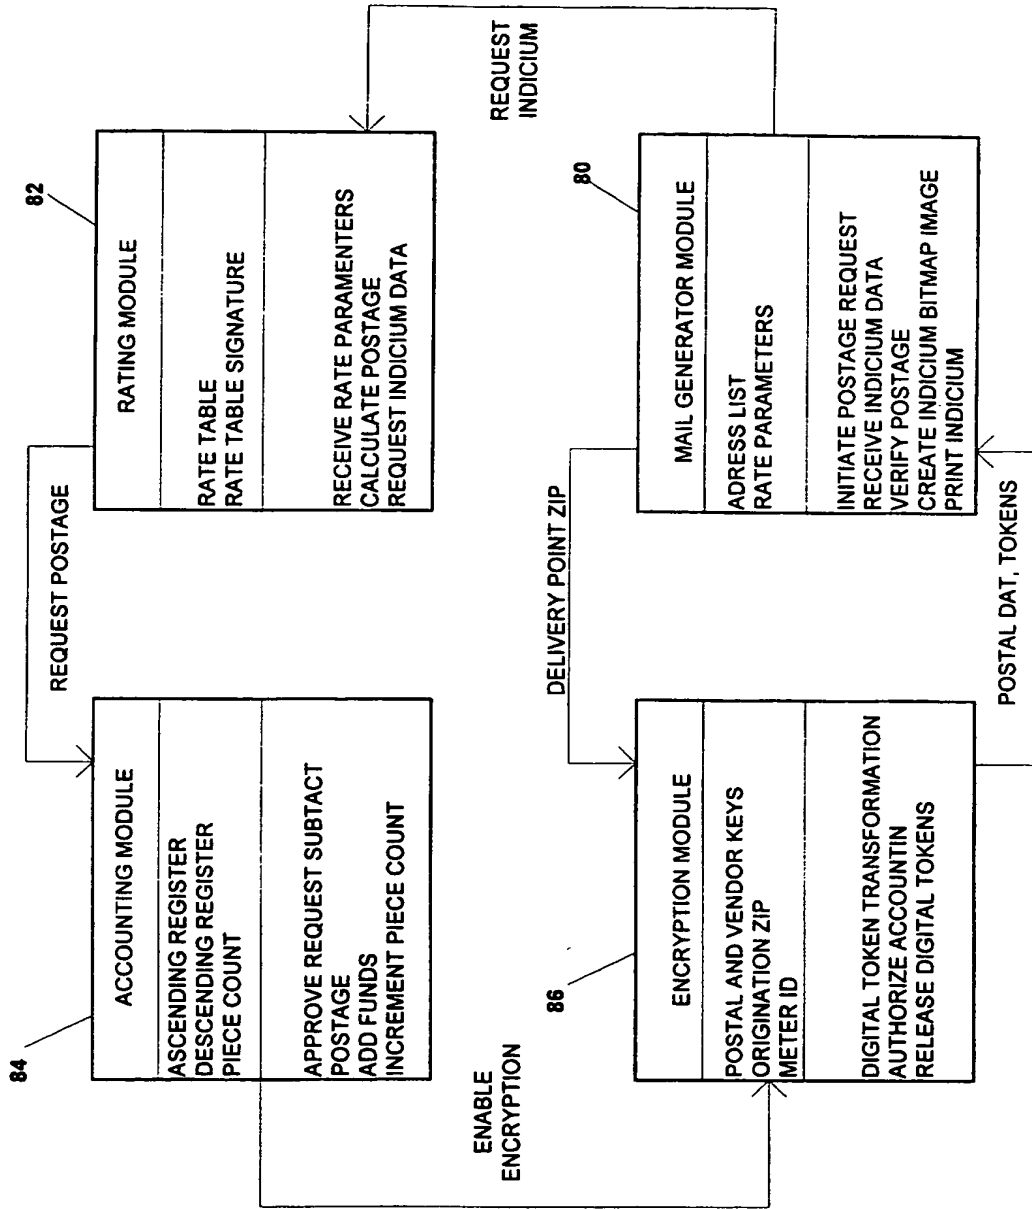 84
ACCOUNTING MODULE
ASCENDING REGISTER
DESCENDING REGISTER
PIECE COUNT
APPROVE REQUEST SUBTACT
POSTAGE
ADD FUNDS
INCREMENT PIECE COUNT
REQUEST POSTAGE
82
RATING MODULE
RATE TABLE
RATE TABLE SIGNATURE
RECEIVE RATE PARAMENTERS
CALCULATE POSTAGE
REQUEST INDICIUM DATA
ENABLE
ENCRYPTION
REQUEST
INDICIUM
86
ENCRYPTION MODULE
POSTAL AND VENDOR KEYS
ORIGINATION ZIP
METER ID
DIGITAL TOKEN TRANSFORMATION
AUTHORIZE ACCOUNTIN
RELEASE DIGITAL TOKENS
DELIVERY POINT ZIP
80
MAIL GENERATOR MODULE
ADRESS LIST
RATE PARAMETERS
INITIATE POSTAGE REQUEST
RECEIVE INDICIUM DATA
VERIFY POSTAGE
CREATE INDICIUM BITMAP IMAGE
PRINT INDICIUM
POSTAL DAT, TOKENS